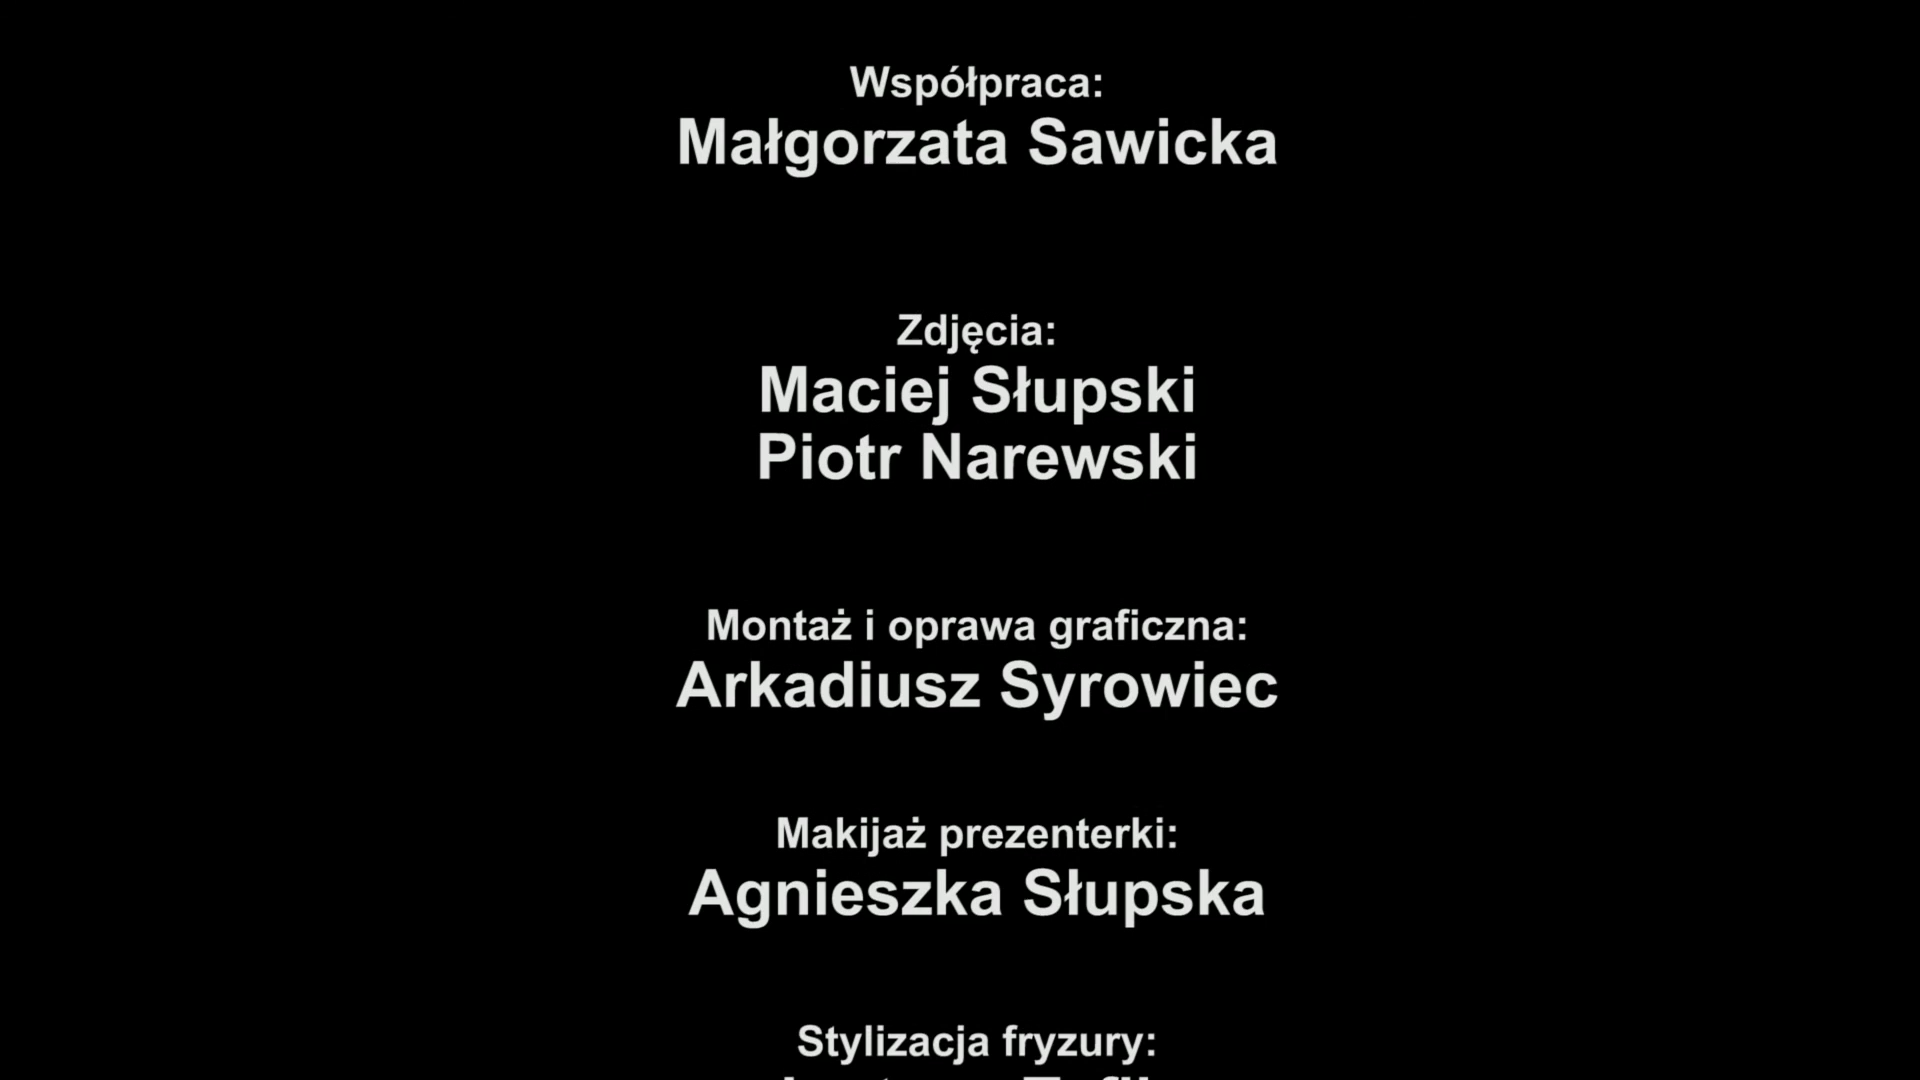 Współpraca:
Małgorzata Sawicka
Zdjęcia:
Maciej Słupski
Piotr Narewski
Montaż i oprawa graficzna:
Arkadiusz Syrowiec
Makijaż prezenterki:
Agnieszka Słupska
Stylizacja fryzury: